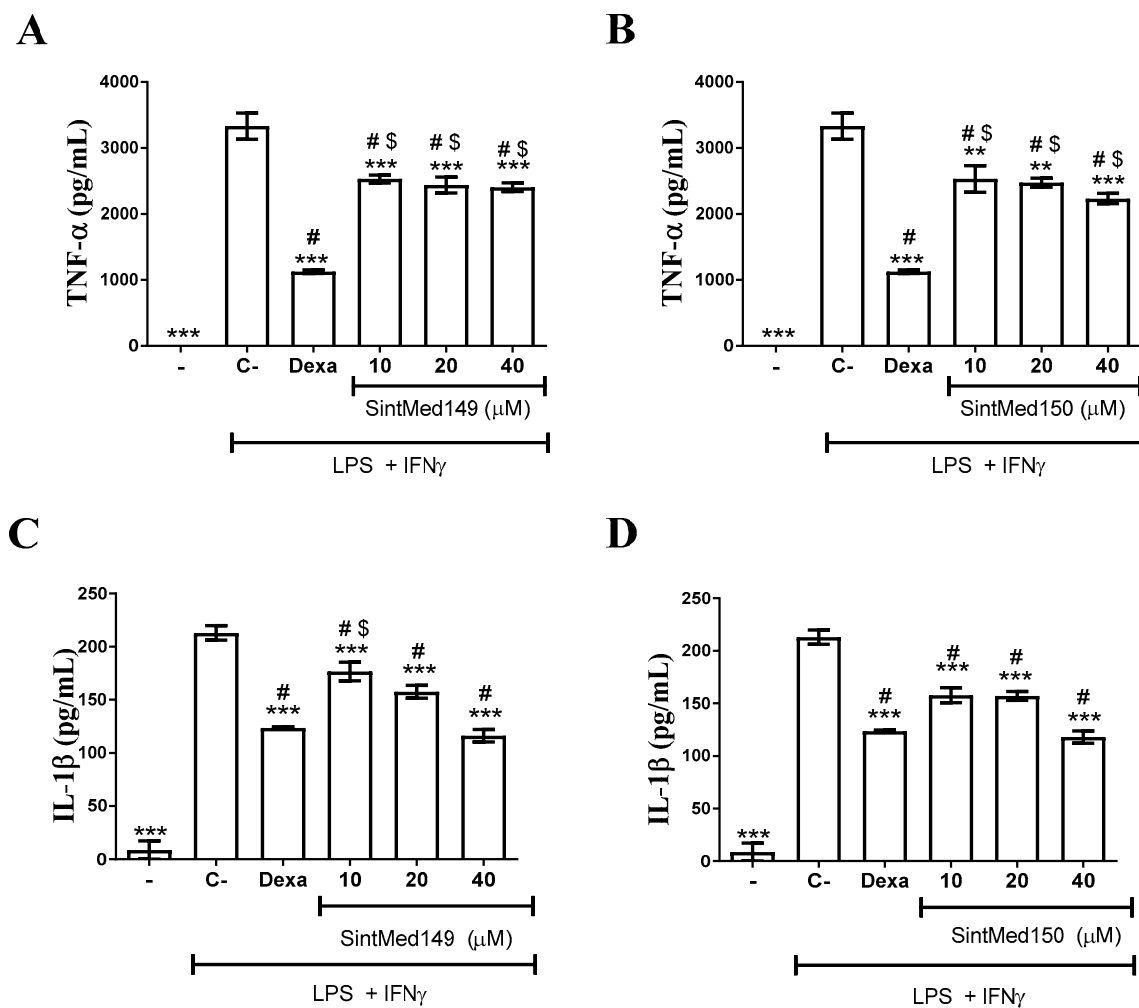 A
TNF-α (pg/mL)
4000
3000
2000
1000
0
***
#
***
# $
***
# $
***
# $
***
- C- Dexa 10 20 40
SintMed149 (μM)
LPS + IFNγ
B
TNF-α (pg/mL)
4000
3000
2000
1000
0
***
#
***
# $
**
# $
**
# $
***
- C- Dexa 10 20 40
SintMed150 (μM)
LPS + IFNγ
C
IL-1β (pg/mL)
250
200
150
100
50
0
***
#
***
# $
***
#
***
#
***
- C- Dexa 10 20 40
SintMed149 (μM)
LPS + IFNγ
D
IL-1β (pg/mL)
250
200
150
100
50
0
***
#
***
#
***
#
***
#
***
- C- Dexa 10 20 40
SintMed150 (μM)
LPS + IFNγ